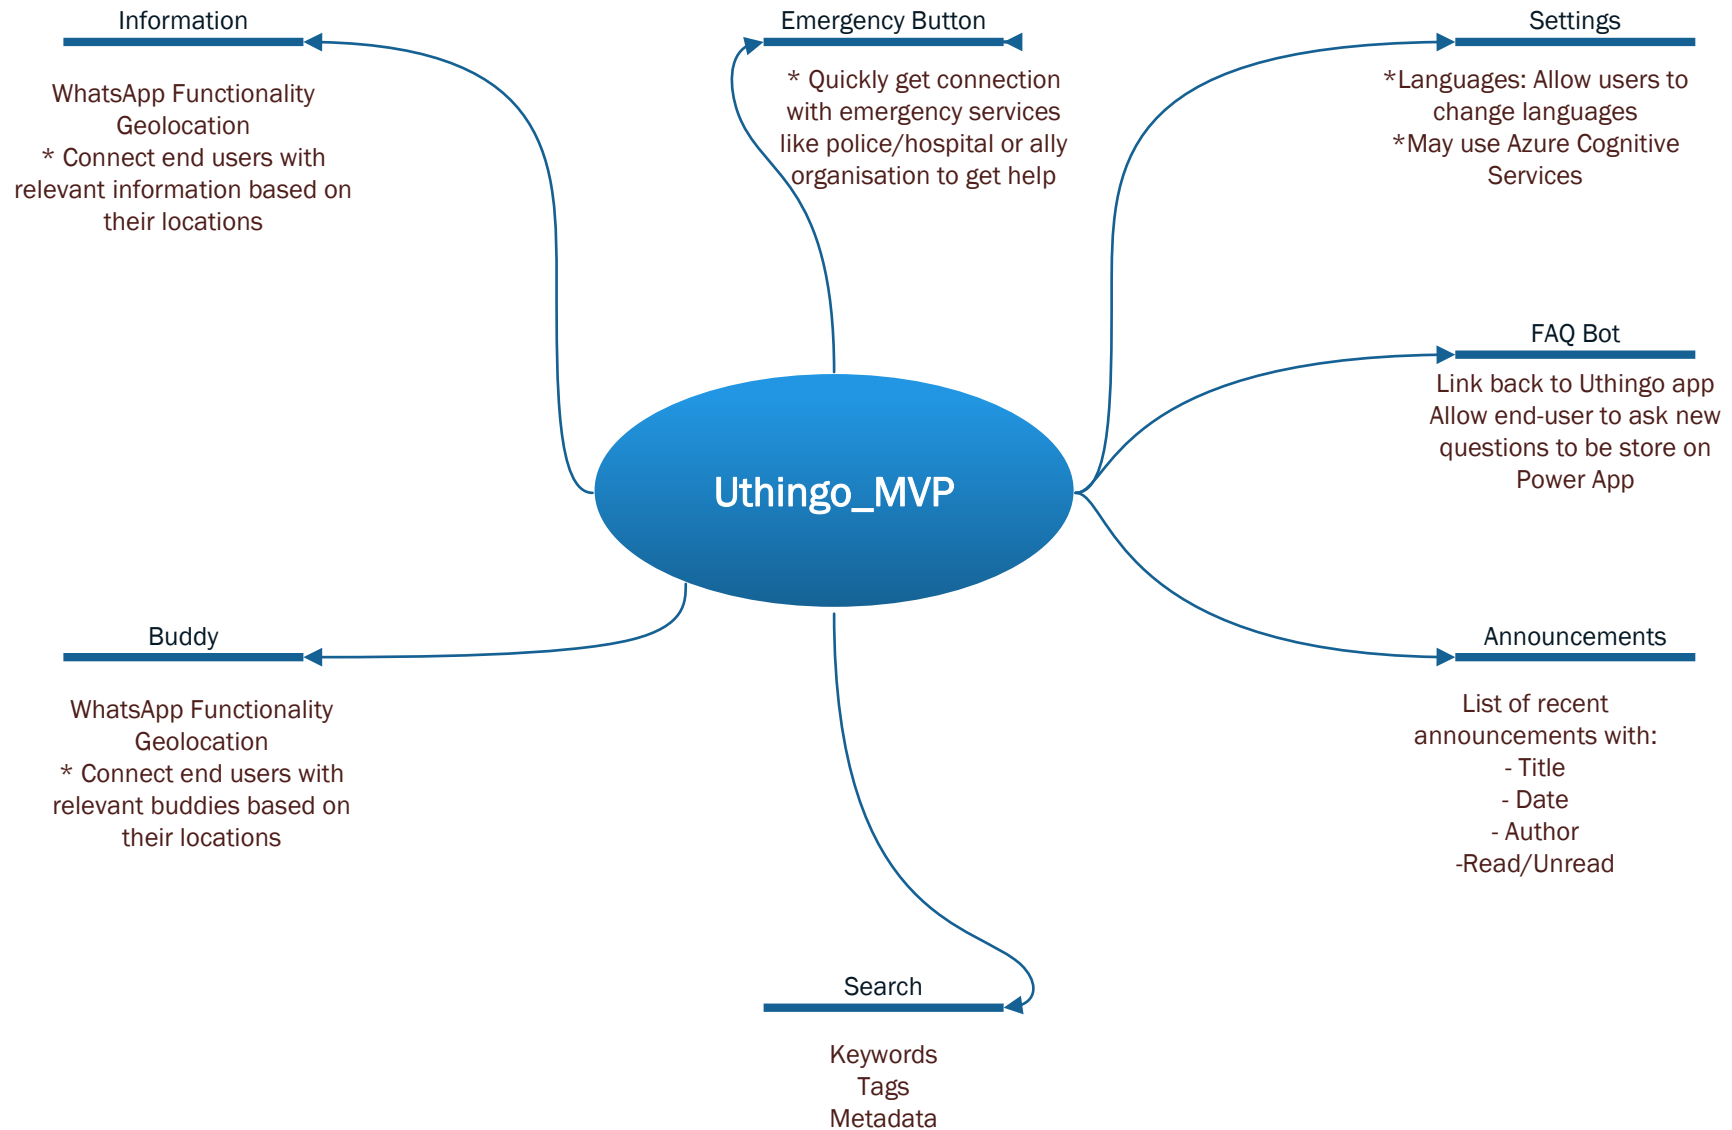 Information
WhatsApp Functionality
Geolocation
* Connect end users with
relevant information based on
their locations
Emergency Button
* Quickly get connection
with emergency services
like police/hospital or ally
organisation to get help
Settings
*Languages: Allow users to
change languages
*May use Azure Cognitive
Services
FAQ Bot
Link back to Uthingo app
Allow end-user to ask new
questions to be store on
Power App
Uthingo_MVP
Buddy
WhatsApp Functionality
Geolocation
* Connect end users with
relevant buddies based on
their locations
Announcements
List of recent
announcements with:
- Title
- Date
- Author
-Read/Unread
Search
Keywords
Tags
Metadata